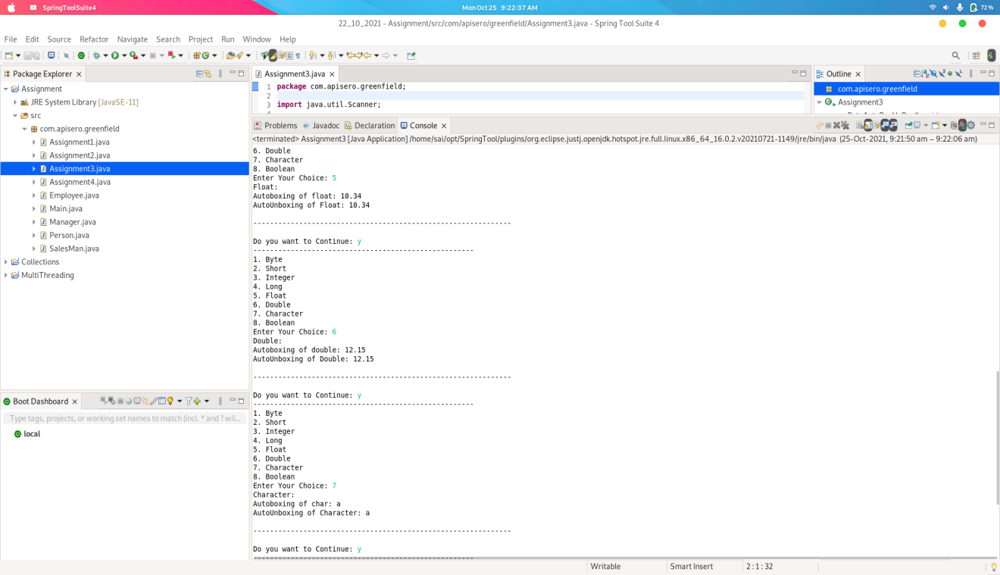 SpringToolSuite4
Mon Oct 25 9:22:37 AM
72 %
22_10_2021 - Assignment/src/com/apisero/greenfield/Assignment3.java - Spring Tool Suite 4
File Edit Source Refactor Navigate Search Project Run Window Help
Package Explorer
Assignment
JRE System Library [JavaSE-11]
src
com.apisero.greenfield
Assignment1.java
Assignment2.java
Assignment3.java
Assignment4.java
Employee.java
Main.java
Manager.java
Person.java
SalesMan.java
Collections
MultiThreading
Boot Dashboard
Type tags, projects, or working set names to match (incl. * and ? wil...
local
Assignment3.java
1 package com.apisero.greenfield;
2
3 import java.util.Scanner;
Outline
com.apisero.greenfield
Assignment3
Problems Javadoc Declaration Console
<terminated> Assignment3 [Java Application] /home/sai/opt/SpringTool/plugins/org.eclipse.justj.openjdk.hotspot.jre.full.linux.x86_64_16.0.2.v20210721-1149/jre/bin/java (25-Oct-2021, 9:21:50 am – 9:22:06 am)
6. Double
7. Character
8. Boolean
Enter Your Choice: 5
Float:
Autoboxing of float: 10.34
AutoUnboxing of Float: 10.34
--------------------------------------------------------------
Do you want to Continue: y
-----------------------------------------------------
1. Byte
2. Short
3. Integer
4. Long
5. Float
6. Double
7. Character
8. Boolean
Enter Your Choice: 6
Double:
Autoboxing of double: 12.15
AutoUnboxing of Double: 12.15
--------------------------------------------------------------
Do you want to Continue: y
-----------------------------------------------------
1. Byte
2. Short
3. Integer
4. Long
5. Float
6. Double
7. Character
8. Boolean
Enter Your Choice: 7
Character:
Autoboxing of char: a
AutoUnboxing of Character: a
--------------------------------------------------------------
Do you want to Continue: y
-----------------------------------------------------
Writable
Smart Insert
2 : 1 : 32